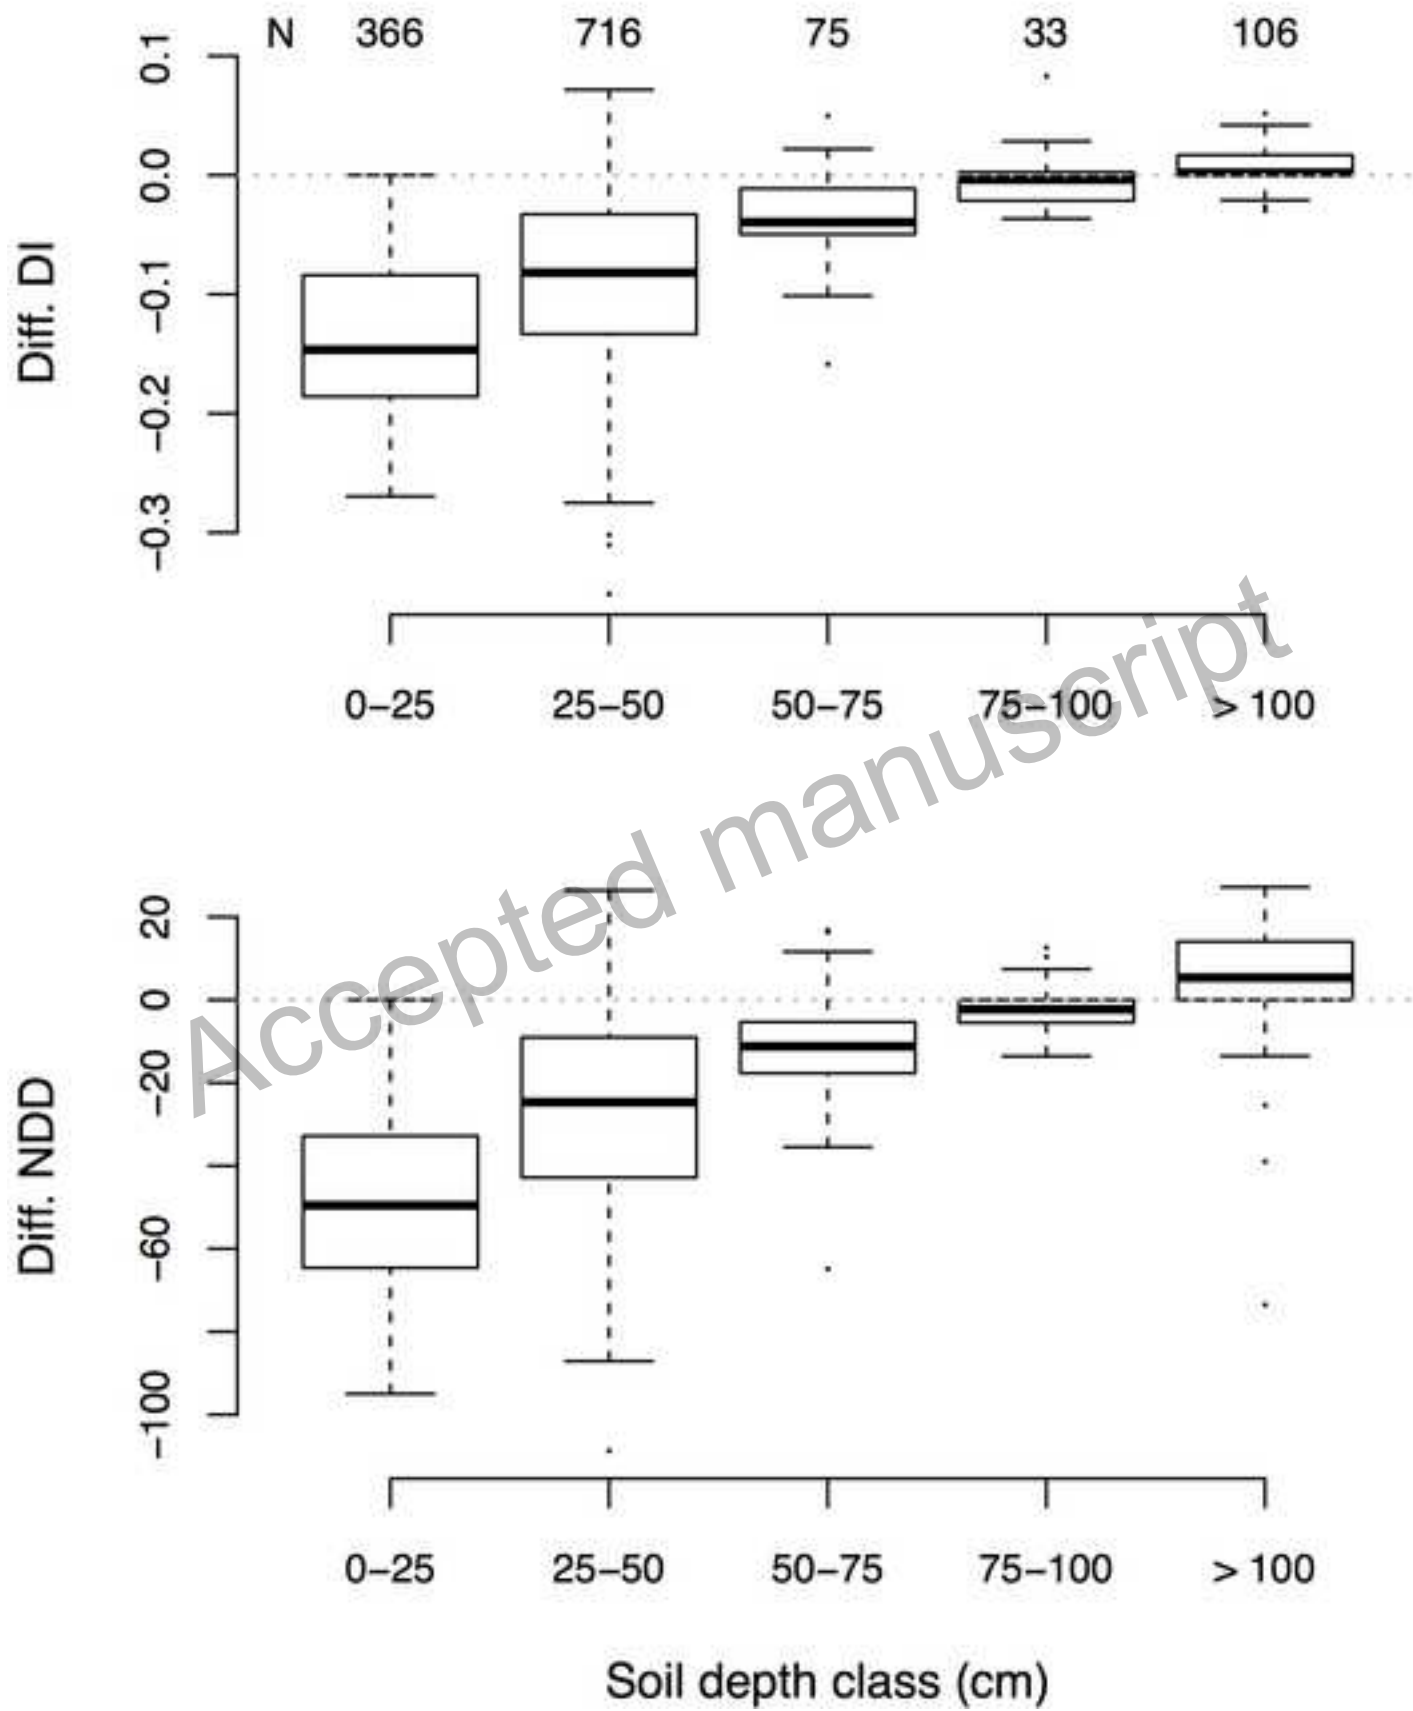 N 366 716 75 33 106
0.1
0.0
−0.1
−0.2
−0.3
Diff. DI
0−25 25−50 50−75 75−100 > 100
Accepted manuscript
20
0
−20
−60
−100
Diff. NDD
0−25 25−50 50−75 75−100 > 100
Soil depth class (cm)